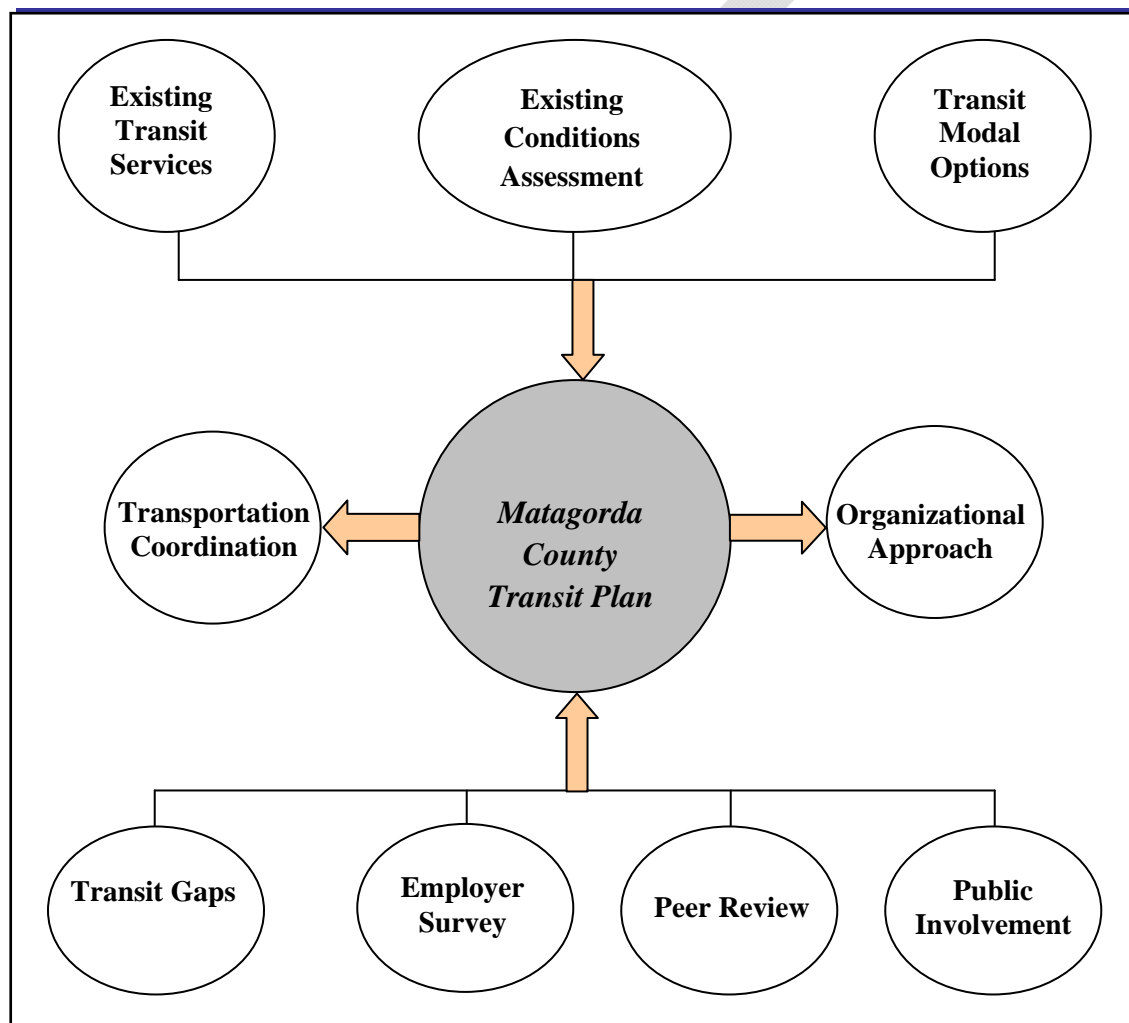 Existing
Transit
Services
Existing
Conditions
Assessment
Transit
Modal
Options
Transportation
Coordination
Matagorda
County
Transit Plan
Organizational
Approach
Transit Gaps
Employer
Survey
Peer Review
Public
Involvement